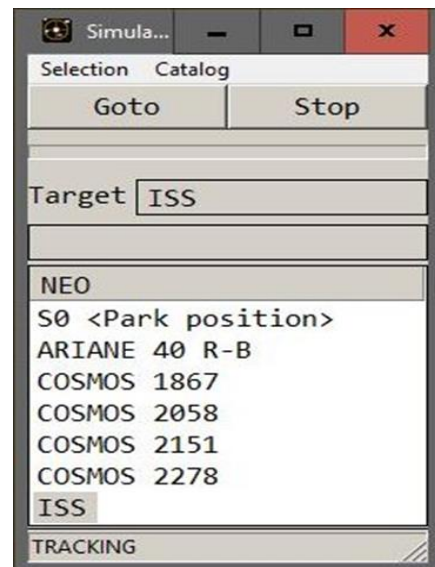 Simula...
Selection Catalog
Goto Stop
Target ISS
NEO
S0 <Park position>
ARIANE 40 R-B
COSMOS 1867
COSMOS 2058
COSMOS 2151
COSMOS 2278
ISS
TRACKING